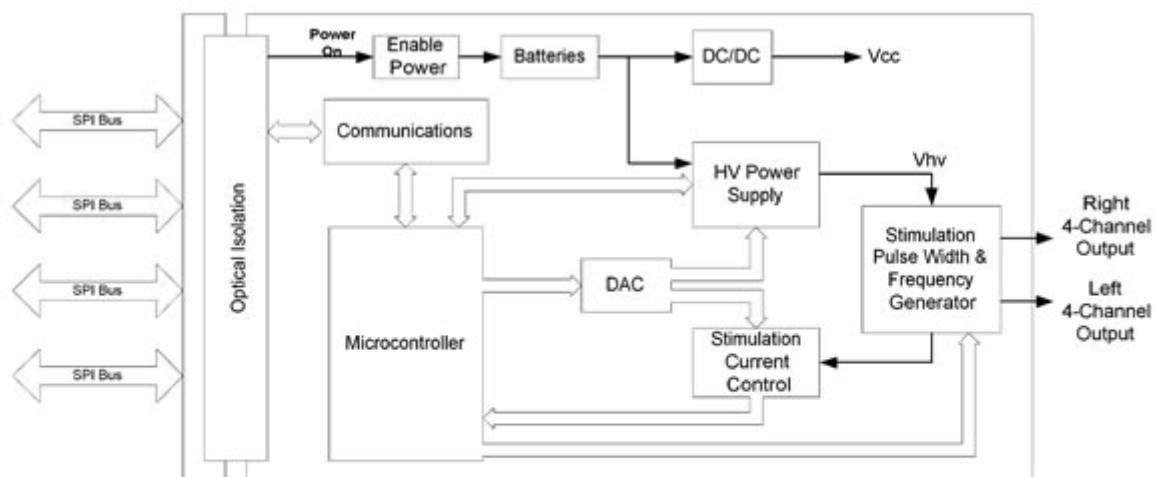 Power
On
Enable
Power
Batteries
DC/DC
Vcc
SPI Bus
Communications
HV Power
Supply
Vhv
SPI Bus
Right
4-Channel
Output
Optical Isolation
Stimulation
Pulse Width &
Frequency
Generator
SPI Bus
DAC
Left
4-Channel
Output
Microcontroller
Stimulation
Current
Control
SPI Bus